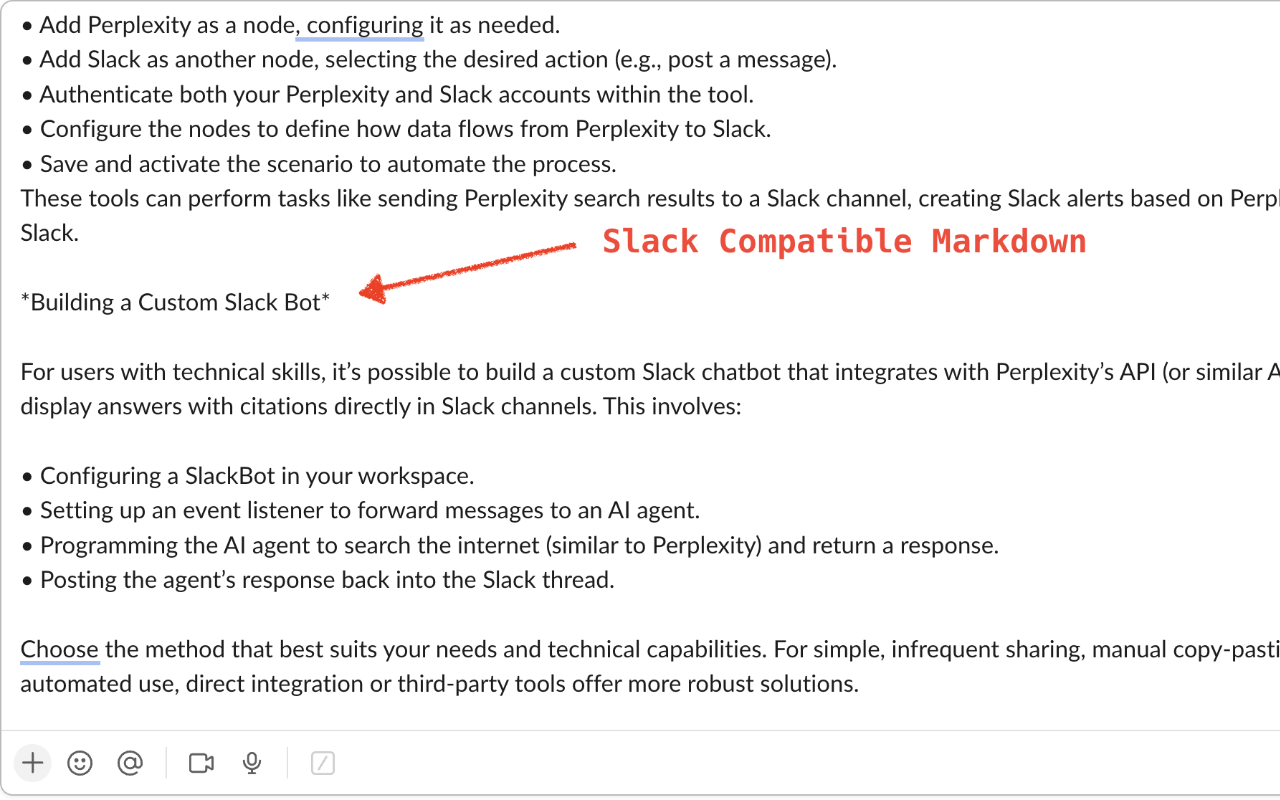 • Add Perplexity as a node, configuring it as needed.
• Add Slack as another node, selecting the desired action (e.g., post a message).
• Authenticate both your Perplexity and Slack accounts within the tool.
• Configure the nodes to define how data flows from Perplexity to Slack.
• Save and activate the scenario to automate the process.
These tools can perform tasks like sending Perplexity search results to a Slack channel, creating Slack alerts based on Perpl
Slack.
Slack Compatible Markdown
*Building a Custom Slack Bot*
For users with technical skills, it’s possible to build a custom Slack chatbot that integrates with Perplexity’s API (or similar A
display answers with citations directly in Slack channels. This involves:
• Configuring a SlackBot in your workspace.
• Setting up an event listener to forward messages to an AI agent.
• Programming the AI agent to search the internet (similar to Perplexity) and return a response.
• Posting the agent’s response back into the Slack thread.
Choose the method that best suits your needs and technical capabilities. For simple, infrequent sharing, manual copy-pasti
automated use, direct integration or third-party tools offer more robust solutions.